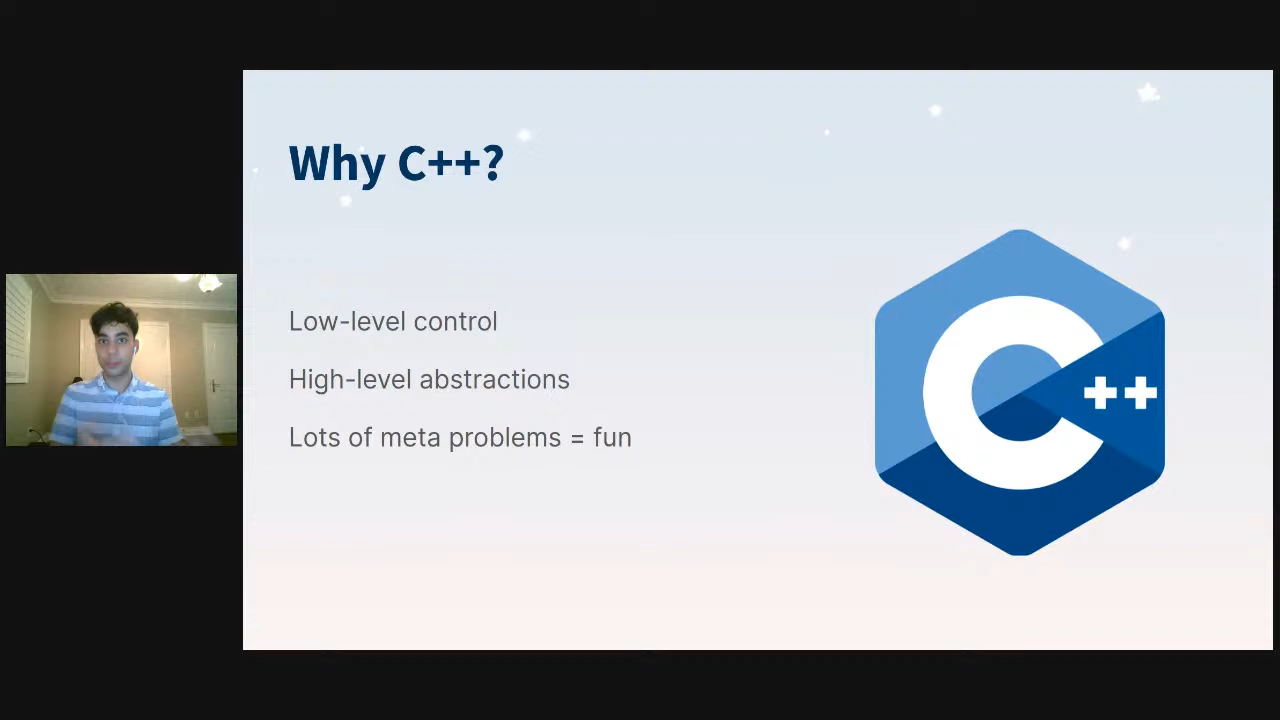 Why C++?
Low-level control
High-level abstractions
Lots of meta problems = fun
C++